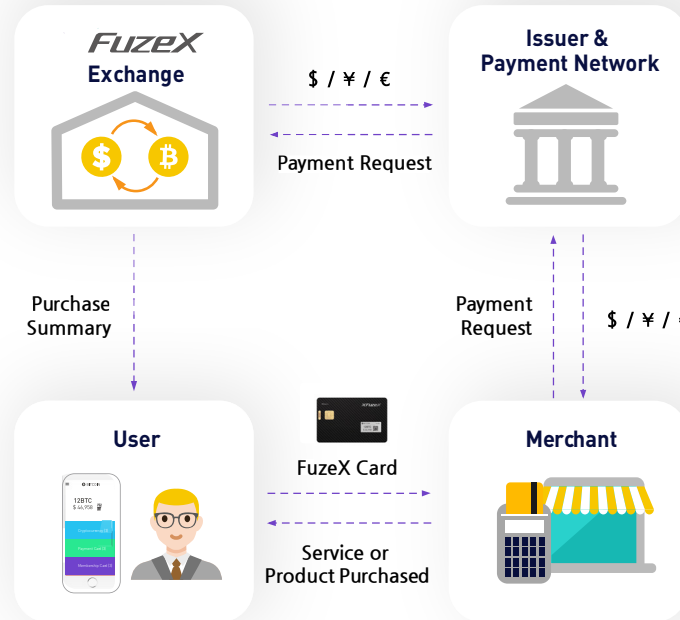 FUZEX
Exchange
$ / ¥ / €
Issuer &
Payment Network
$
₿
Payment Request
Purchase
Summary
Payment
Request
$ / ¥ /
User
FuzeX Card
Merchant
12BTC
Service or
Product Purchased